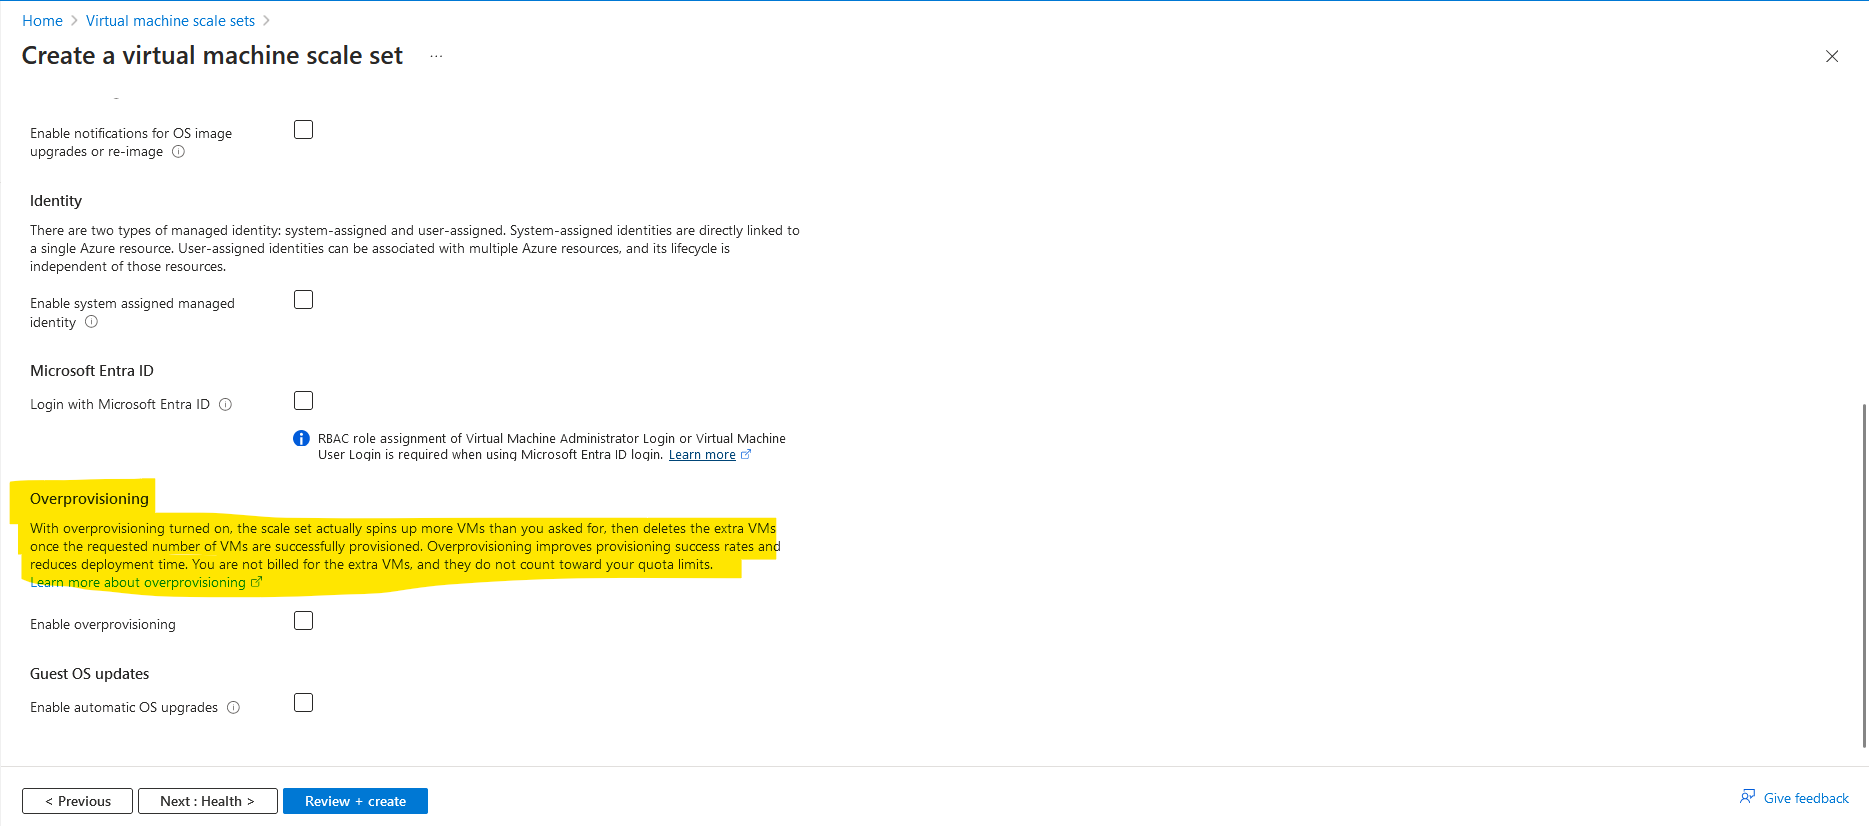 Home > Virtual machine scale sets >
Create a virtual machine scale set ...
Enable notifications for OS image
upgrades or re-image
Identity
There are two types of managed identity: system-assigned and user-assigned. System-assigned identities are directly linked to
a single Azure resource. User-assigned identities can be associated with multiple Azure resources, and its lifecycle is
independent of those resources.
Enable system assigned managed
identity
Microsoft Entra ID
Login with Microsoft Entra ID
RBAC role assignment of Virtual Machine Administrator Login or Virtual Machine
User Login is required when using Microsoft Entra ID login. Learn more
Overprovisioning
With overprovisioning turned on, the scale set actually spins up more VMs than you asked for, then deletes the extra VMs
once the requested number of VMs are successfully provisioned. Overprovisioning improves provisioning success rates and
reduces deployment time. You are not billed for the extra VMs, and they do not count toward your quota limits.
Learn more about overprovisioning
Enable overprovisioning
Guest OS updates
Enable automatic OS upgrades
< Previous
Next : Health >
Review + create
Give feedback